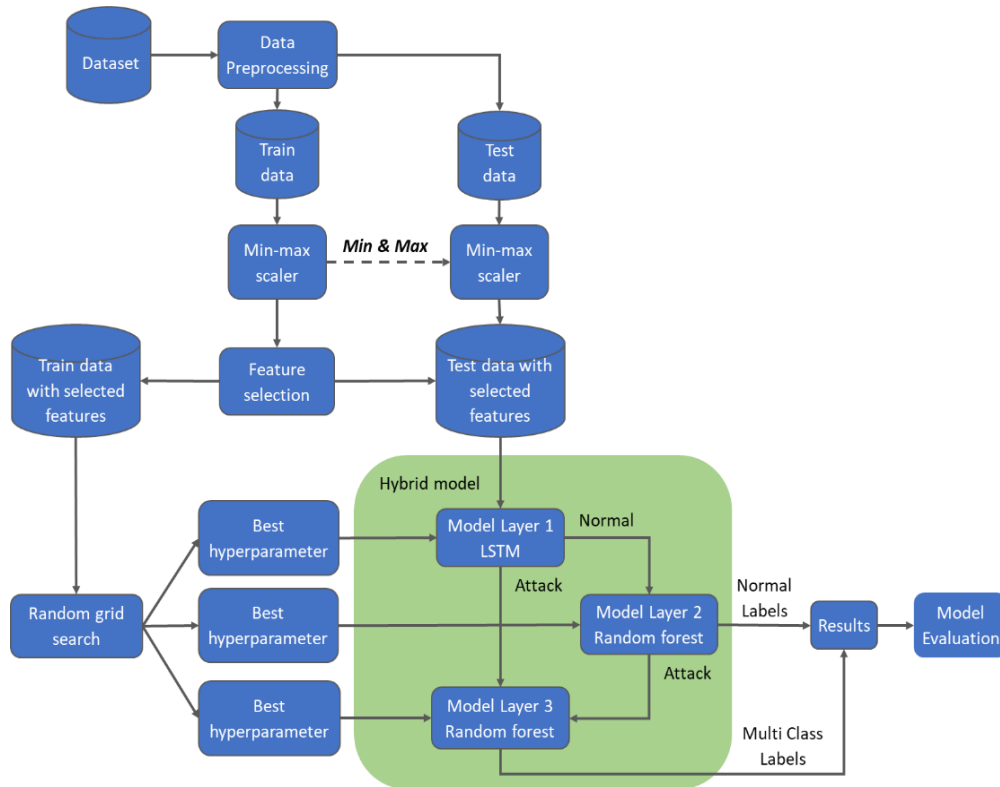 Dataset
Data
Preprocessing
Train
data
Test
data
Min-max
scaler
Min & Max
Min-max
scaler
Train data
with selected
features
Feature
selection
Test data with
selected
features
Hybrid model
Best
hyperparameter
Model Layer 1
LSTM
Normal
Attack
Random grid
search
Best
hyperparameter
Model Layer 2
Random forest
Normal
Labels
Results
Model
Evaluation
Attack
Best
hyperparameter
Model Layer 3
Random forest
Multi Class
Labels